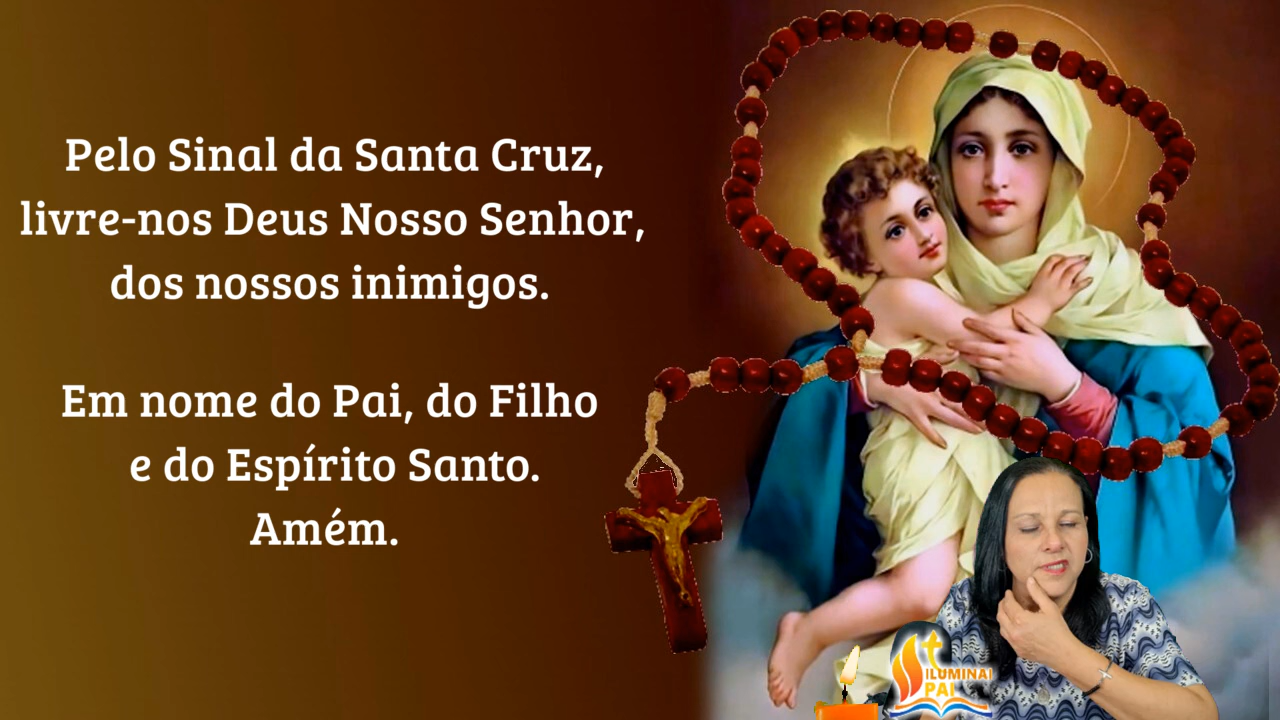 Pelo Sinal da Santa Cruz,
livre-nos Deus Nosso Senhor,
dos nossos inimigos.
Em nome do Pai, do Filho
e do Espírito Santo.
Amém.
ILUMINAI
PAI